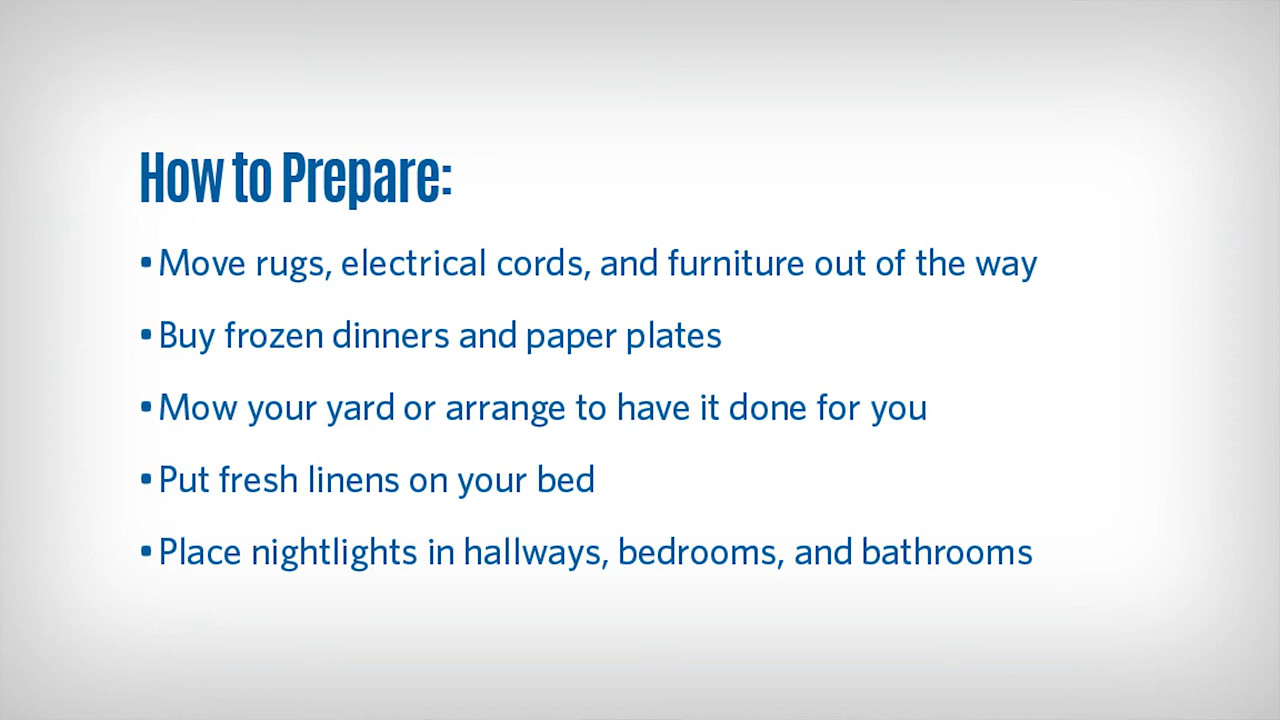 How to Prepare:
• Move rugs, electrical cords, and furniture out of the way
• Buy frozen dinners and paper plates
• Mow your yard or arrange to have it done for you
• Put fresh linens on your bed
• Place nightlights in hallways, bedrooms, and bathrooms